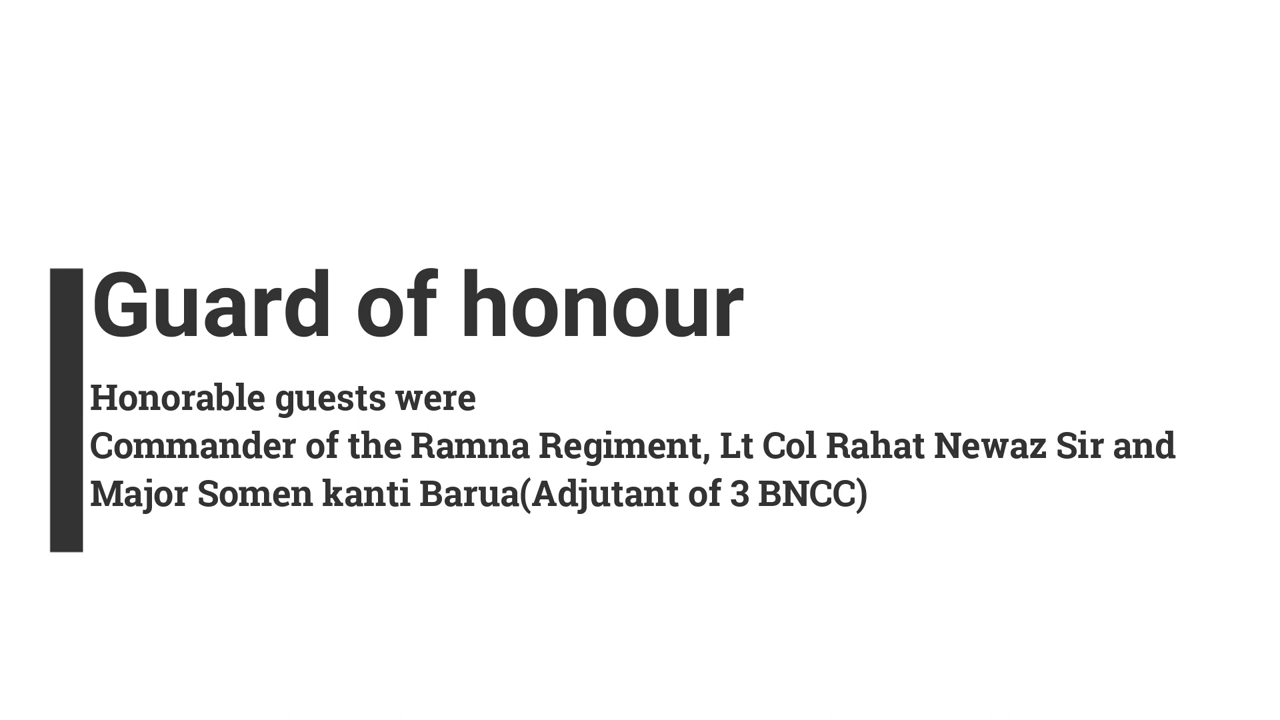 Guard of honour
Honorable guests were
Commander of the Ramna Regiment, Lt Col Rahat Newaz Sir and
Major Somen kanti Barua(Adjutant of 3 BNCC)